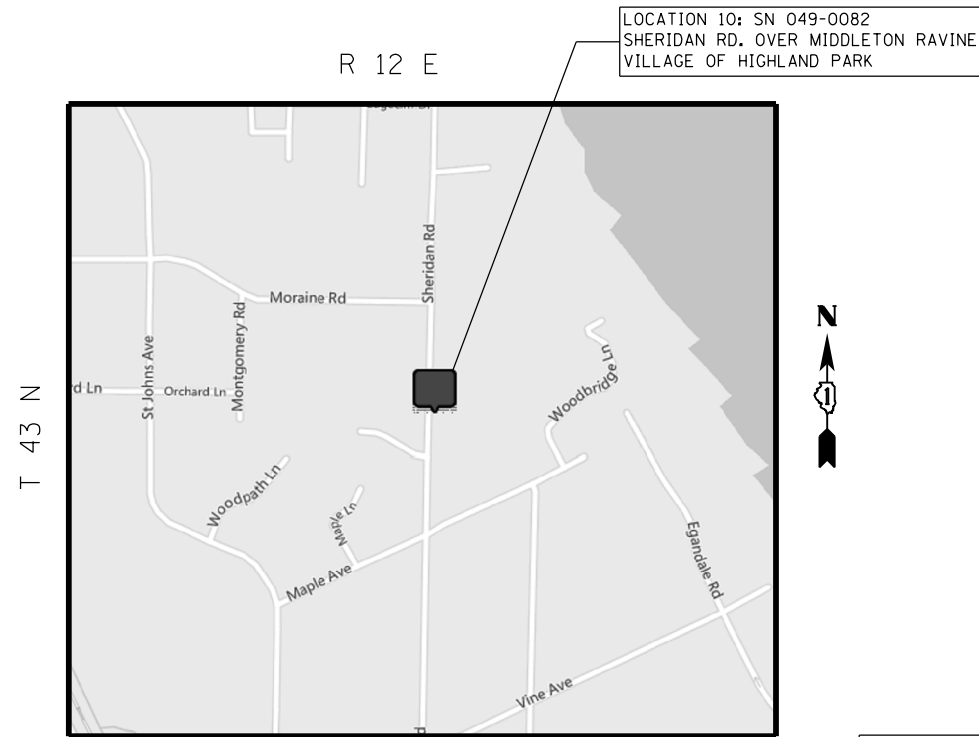 LOCATION 10: SN 049-0082
SHERIDAN RD. OVER MIDDLETON RAVINE
VILLAGE OF HIGHLAND PARK
R 12 E
Sheridan Rd
Moraine Rd
N
Montgomery Rd
St Johns Ave
rd Ln
Orchard Ln
Woodbridge Ln
1
T 43 N
Woodpath Ln
Maple Ln
Egandale Rd
Maple Ave
Vine Ave
d